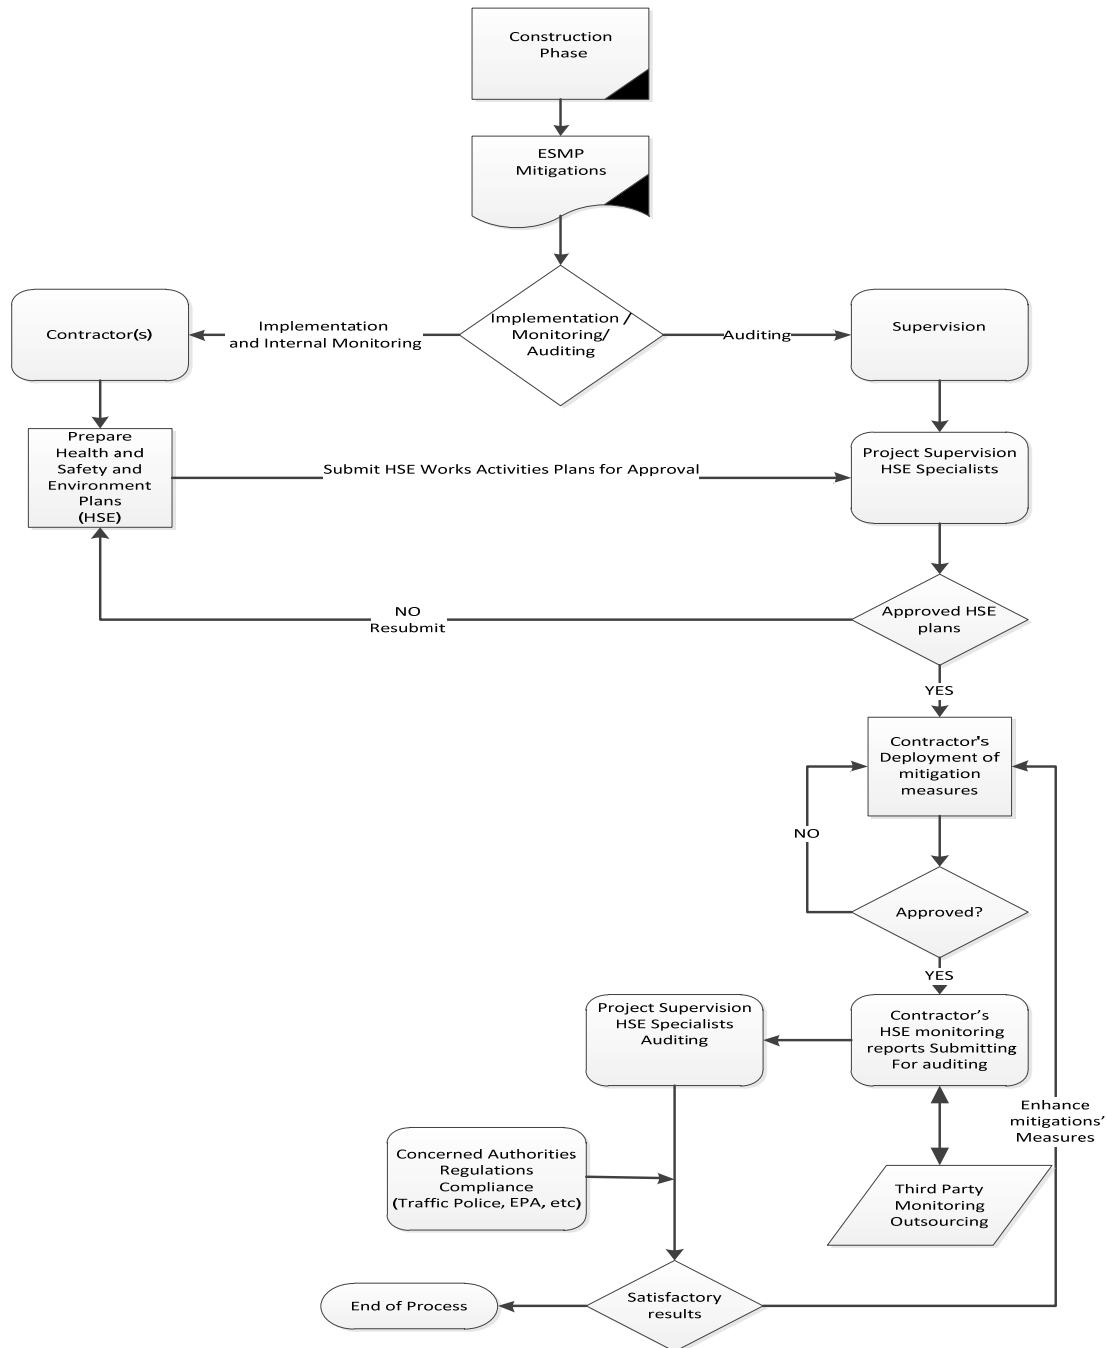 Construction
Phase
ESMP
Mitigations
Implementation /
Monitoring/
Auditing
Implementation
and Internal Monitoring
Contractor(s)
Auditing
Supervision
Prepare
Health and
Safety and
Environment
Plans
(HSE)
Submit HSE Works Activities Plans for Approval
Project Supervision
HSE Specialists
Approved HSE
plans
NO
Resubmit
YES
Contractor's
Deployment of
mitigation
measures
NO
Approved?
YES
Contractor’s
HSE monitoring
reports Submitting
For auditing
Project Supervision
HSE Specialists
Auditing
Enhance
mitigations’
Measures
Concerned Authorities
Regulations
Compliance
(Traffic Police, EPA, etc)
Third Party
Monitoring
Outsourcing
Satisfactory
results
End of Process